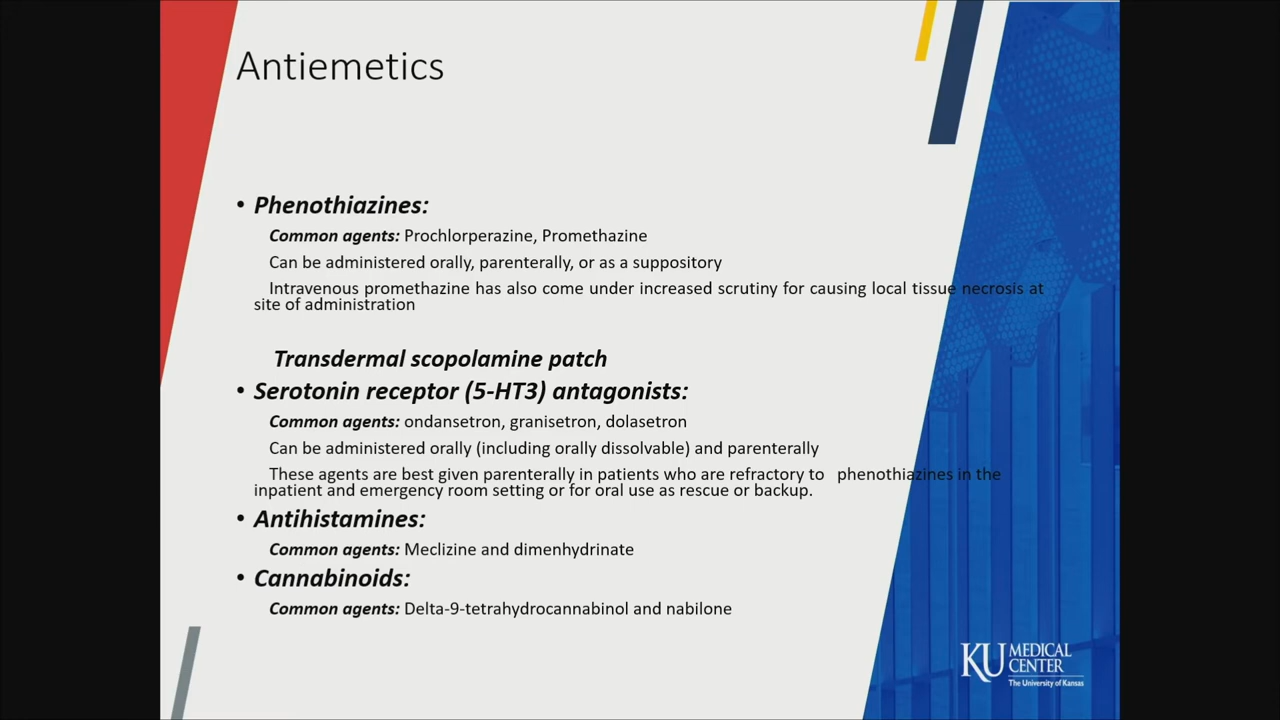 Antiemetics
• Phenothiazines:
Common agents: Prochlorperazine, Promethazine
Can be administered orally, parenterally, or as a suppository
Intravenous promethazine has also come under increased scrutiny for causing local tissue necrosis at
site of administration
Transdermal scopolamine patch
• Serotonin receptor (5-HT3) antagonists:
Common agents: ondansetron, granisetron, dolasetron
Can be administered orally (including orally dissolvable) and parenterally
These agents are best given parenterally in patients who are refractory to phenothiazines in the
inpatient and emergency room setting or for oral use as rescue or backup.
• Antihistamines:
Common agents: Meclizine and dimenhydrinate
• Cannabinoids:
Common agents: Delta-9-tetrahydrocannabinol and nabilone
KU MEDICAL
CENTER
The University of Kansas